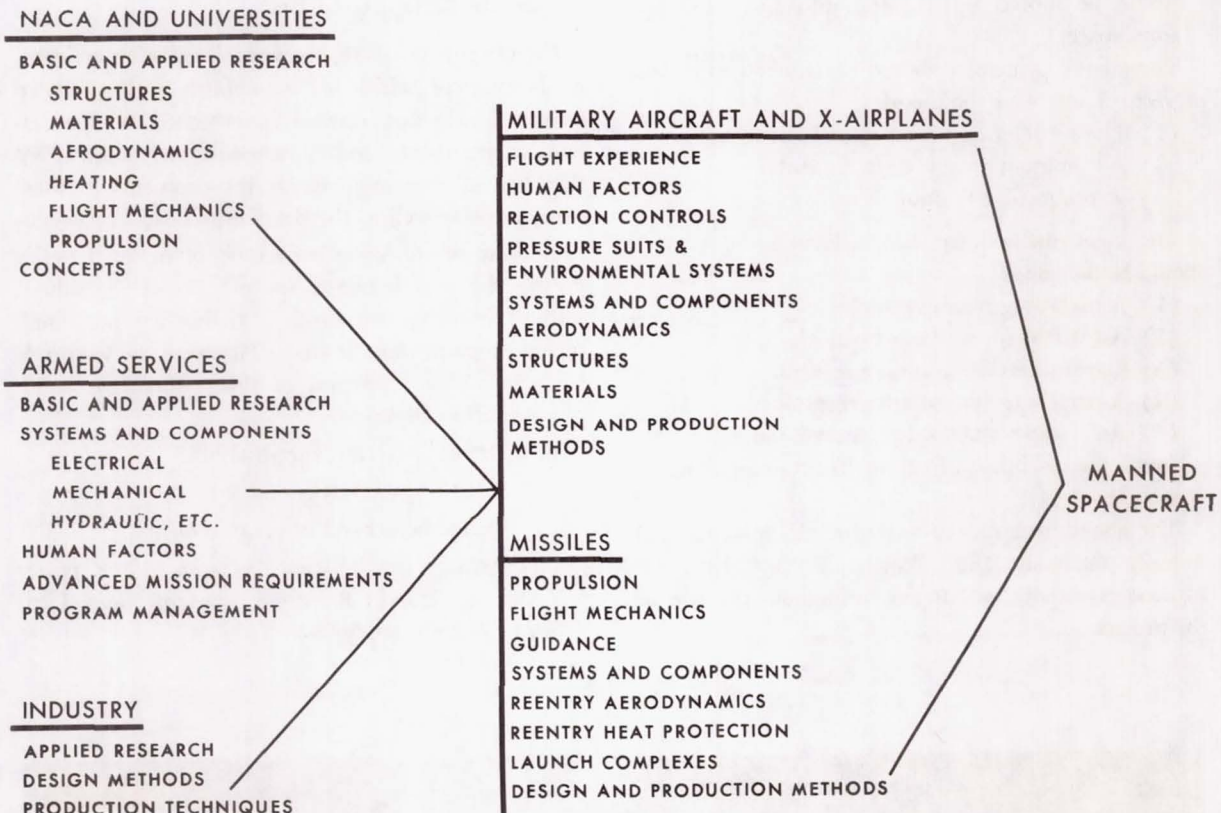 NACA AND UNIVERSITIES
BASIC AND APPLIED RESEARCH
STRUCTURES
MATERIALS
AERODYNAMICS
HEATING
FLIGHT MECHANICS
PROPULSION
CONCEPTS
ARMED SERVICES
BASIC AND APPLIED RESEARCH
SYSTEMS AND COMPONENTS
ELECTRICAL
MECHANICAL
HYDRAULIC, ETC.
HUMAN FACTORS
ADVANCED MISSION REQUIREMENTS
PROGRAM MANAGEMENT
INDUSTRY
APPLIED RESEARCH
DESIGN METHODS
PRODUCTION TECHNIQUES
MILITARY AIRCRAFT AND X-AIRPLANES
FLIGHT EXPERIENCE
HUMAN FACTORS
REACTION CONTROLS
PRESSURE SUITS &
ENVIRONMENTAL SYSTEMS
SYSTEMS AND COMPONENTS
AERODYNAMICS
STRUCTURES
MATERIALS
DESIGN AND PRODUCTION
METHODS
MISSILES
PROPULSION
FLIGHT MECHANICS
GUIDANCE
SYSTEMS AND COMPONENTS
REENTRY AERODYNAMICS
REENTRY HEAT PROTECTION
LAUNCH COMPLEXES
DESIGN AND PRODUCTION METHODS
MANNED
SPACECRAFT